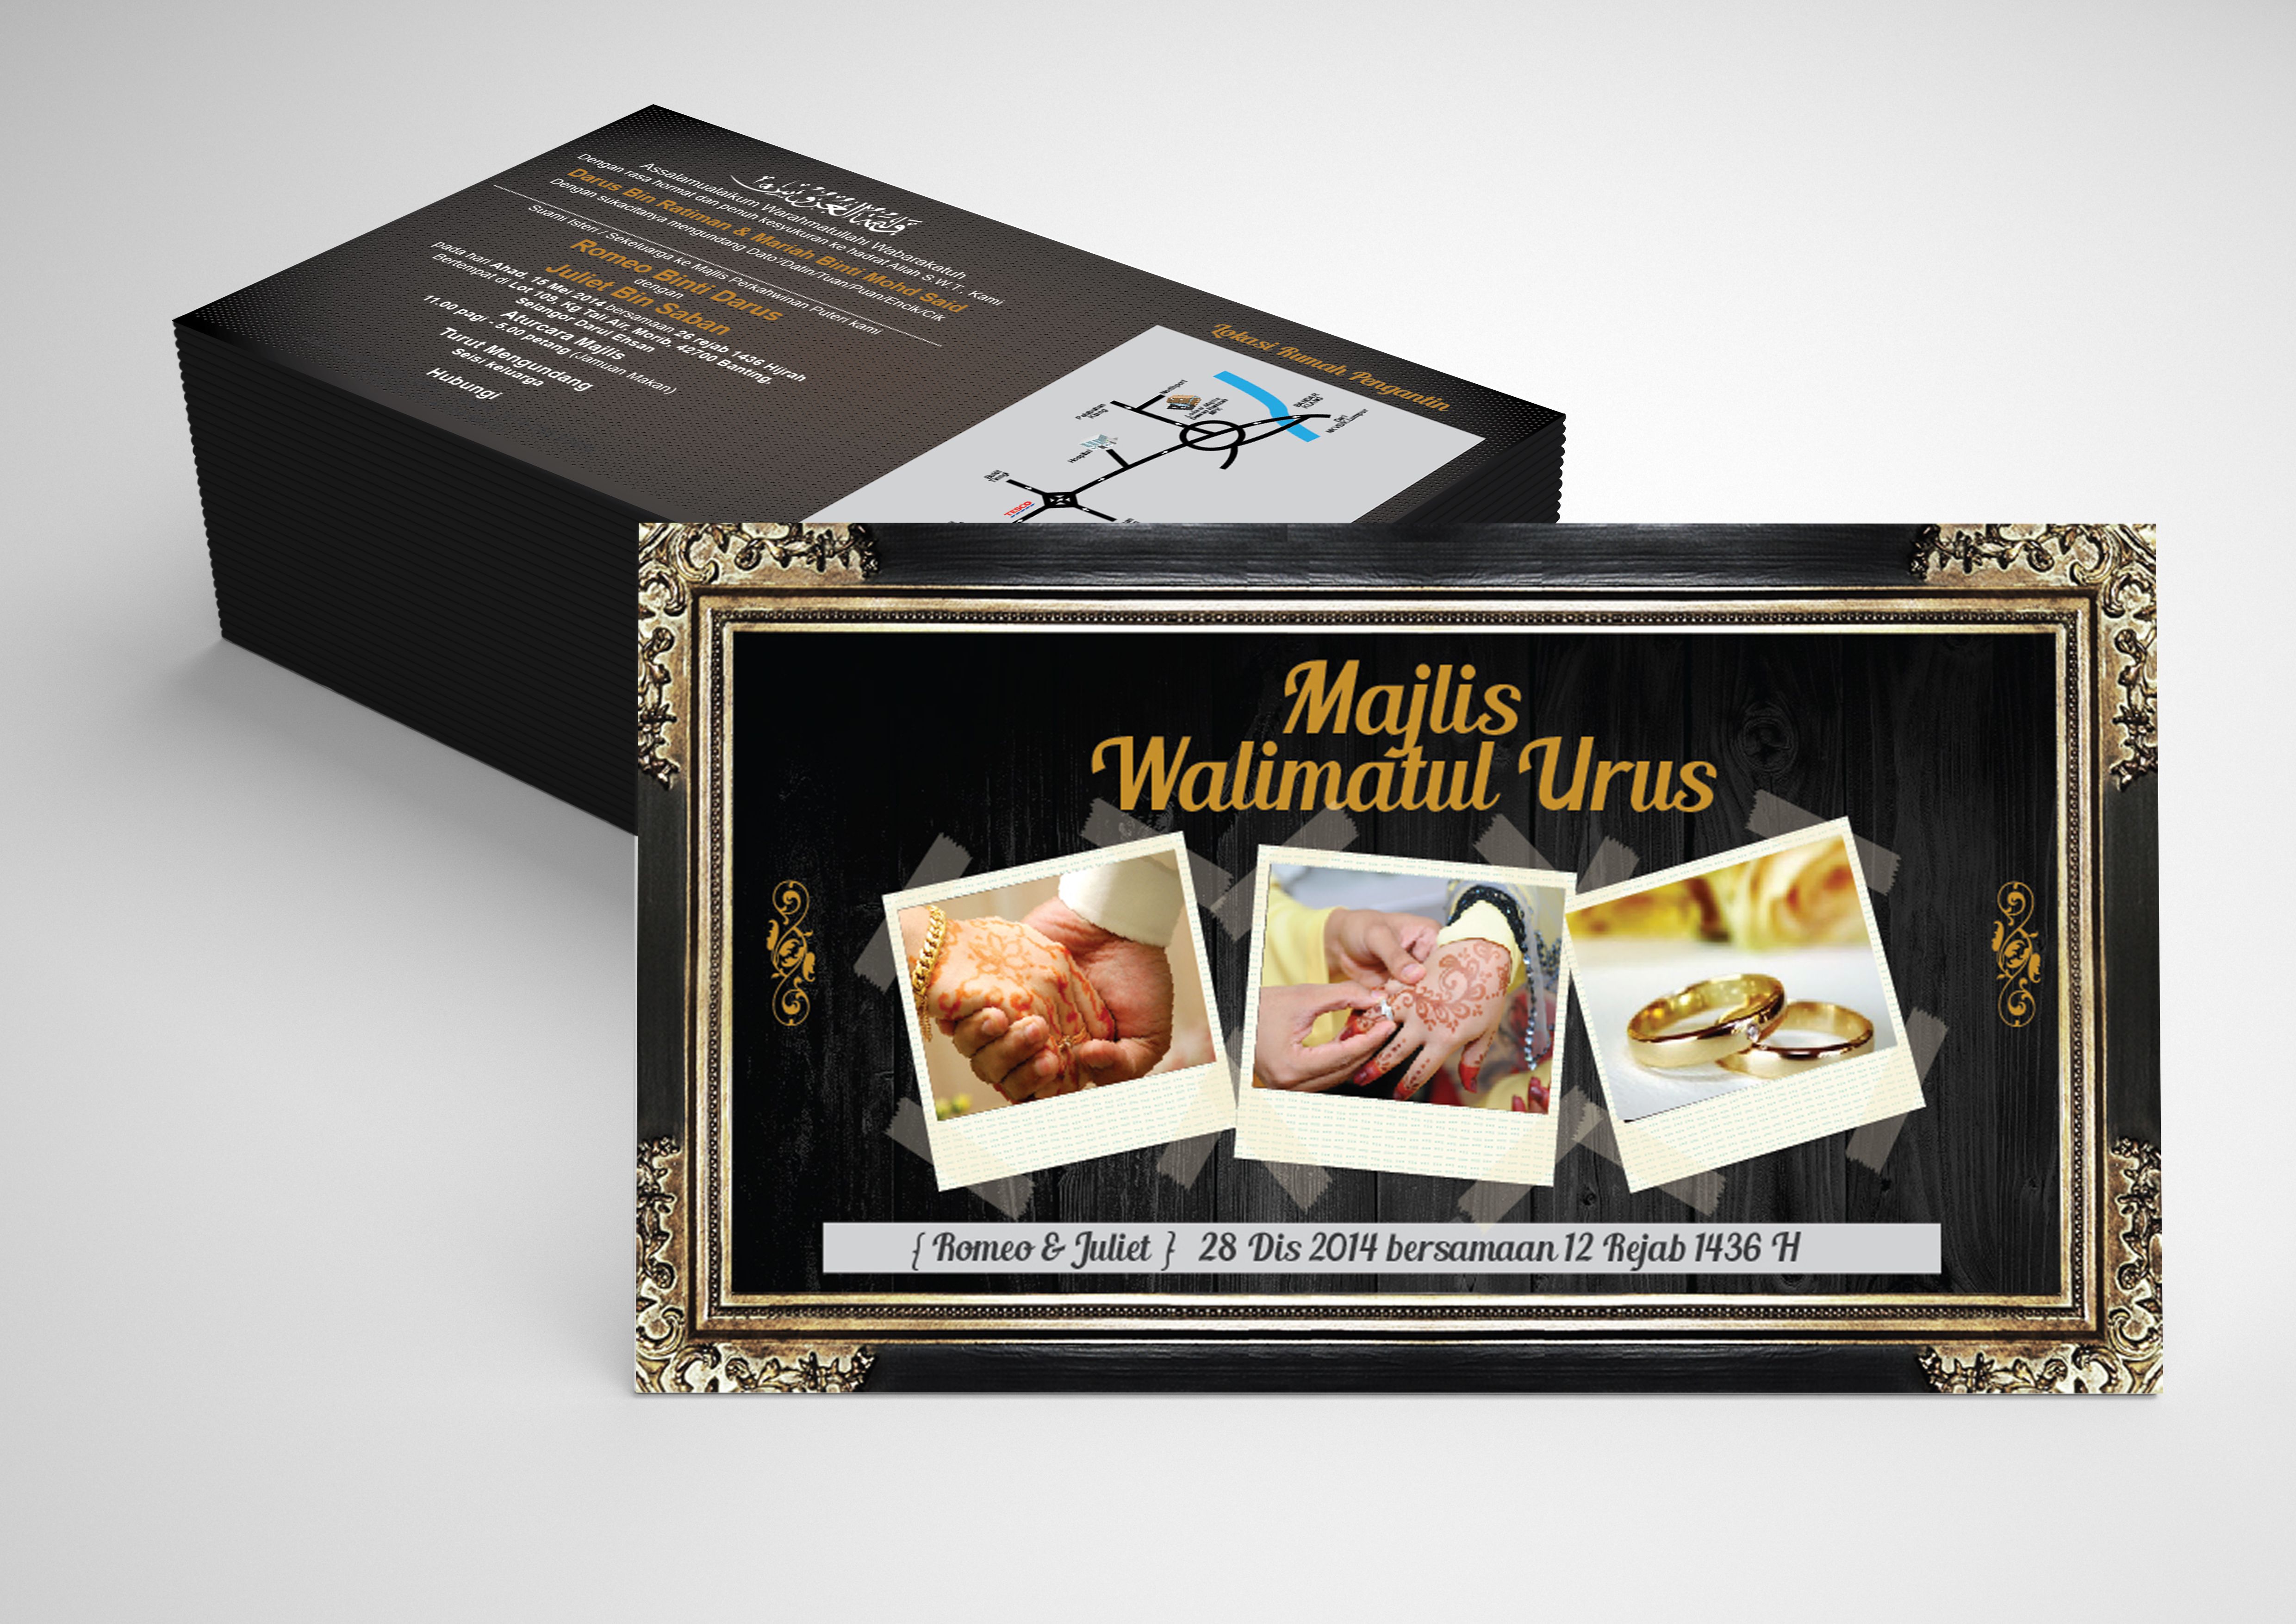 Assalamualaikum Warahmatullahi Wabarakatuh
Dengan rasa hormat dan penuh kesyukuran ke hadrat Allah S.W.T., Kami
Darus Bin Ratiman & Mariah Binti Mohd Said
Dengan sukacitanya mengundang Dato'/Datin/Tuan/Puan/Encik/Cik
Suami Isteri / Sekeluarga ke Majlis Perkahwinan Puteri kami
Romeo Binti Darus
dengan
Juliet Bin Saban
pada hari Ahad, 15 Mei 2014 bersamaan 26 rejab 1436 Hijrah
Bertempat di Lot 109, Kg Tali Air, Morib, 42700 Banting,
Selangor Darul Ehsan
Aturcara Majlis
11.00 pagi - 5.00 petang (Jamuan Makan)
Turut Mengundang
Seisi keluarga
Hubungi
Lokasi Rumah Pengantin
Northport
Hospital
TESCO
Majlis
Walimatul Urus
{ Romeo & Juliet } 28 Dis 2014 bersamaan 12 Rejab 1436 H